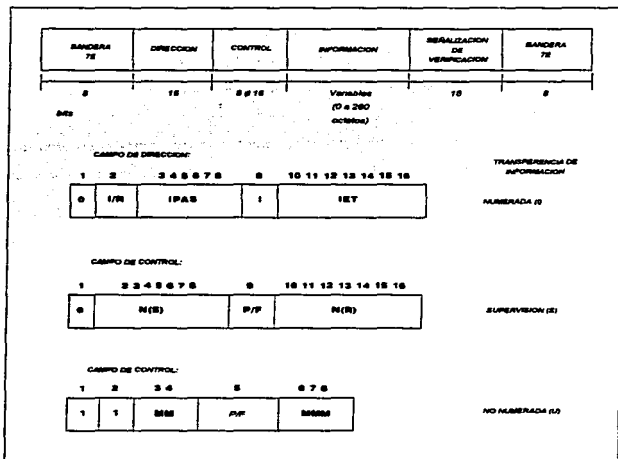 BANDERA 7E DIRECCION CONTROL INFORMACION SEÑALIZACION DE VERIFICACION BANDERA 7E
8 16 8 ó 16 Variables 16 8
bits (0 a 260 octetos)
CAMPO DE DIRECCION: TRANSFERENCIA DE INFORMACION
1 2 3 4 5 6 7 8 9 10 11 12 13 14 15 16
0 I/R IPAS I IET NUMERADA (I)
CAMPO DE CONTROL:
1 2 3 4 5 6 7 8 9 10 11 12 13 14 15 16
0 N(S) P/F N(R) SUPERVISION (S)
CAMPO DE CONTROL:
1 2 3 4 5 6 7 8
1 1 MM P/F MMM NO NUMERADA (U)